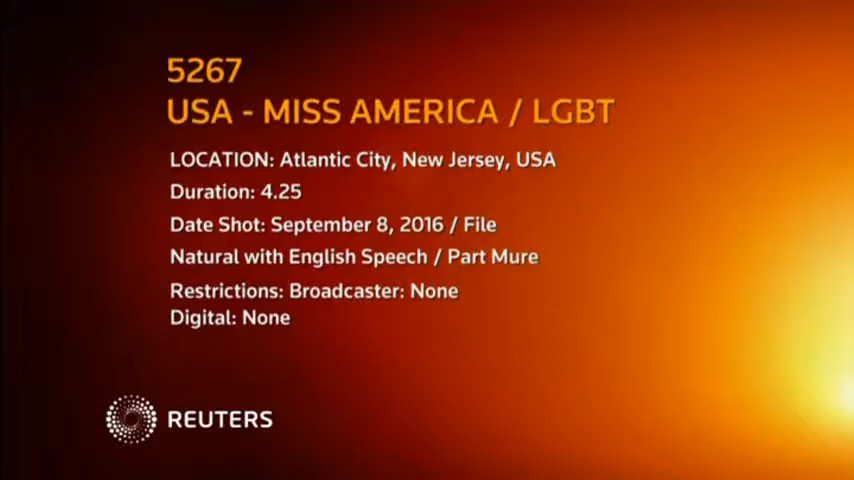 5267
USA - MISS AMERICA / LGBT
LOCATION: Atlantic City, New Jersey, USA
Duration: 4.25
Date Shot: September 8, 2016 / File
Natural with English Speech / Part Mure
Restrictions: Broadcaster: None
Digital: None
REUTERS